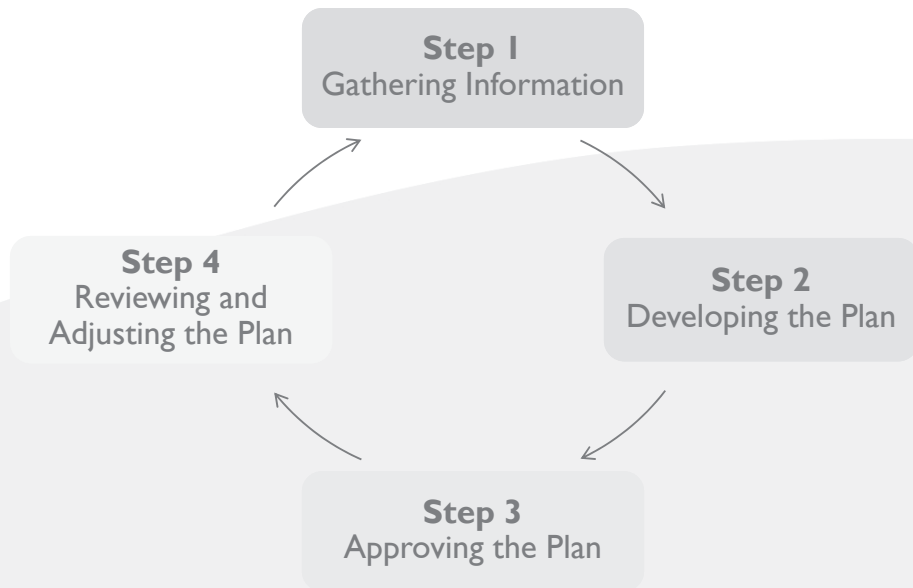 Step 1
Gathering Information
Step 2
Developing the Plan
Step 3
Approving the Plan
Step 4
Reviewing and
Adjusting the Plan